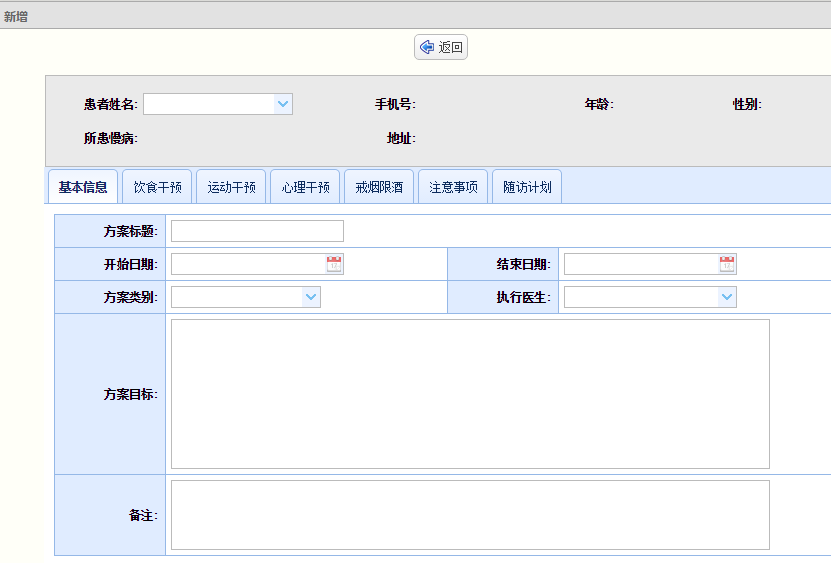 新增
返回
患者姓名: 手机号: 年龄: 性别:
所患慢病: 地址:
基本信息 饮食干预 运动干预 心理干预 戒烟限酒 注意事项 随访计划
方案标题:
开始日期: 结束日期:
方案类别: 执行医生:
方案目标:
备注: